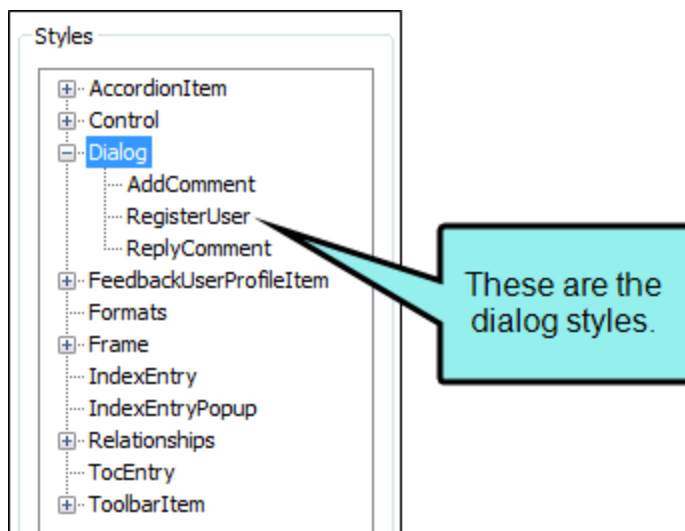 Styles
AccordionItem
Control
Dialog
AddComment
RegisterUser
ReplyComment
FeedbackUserProfileItem
Formats
Frame
IndexEntry
IndexEntryPopup
Relationships
TocEntry
ToolbarItem
These are the
dialog styles.